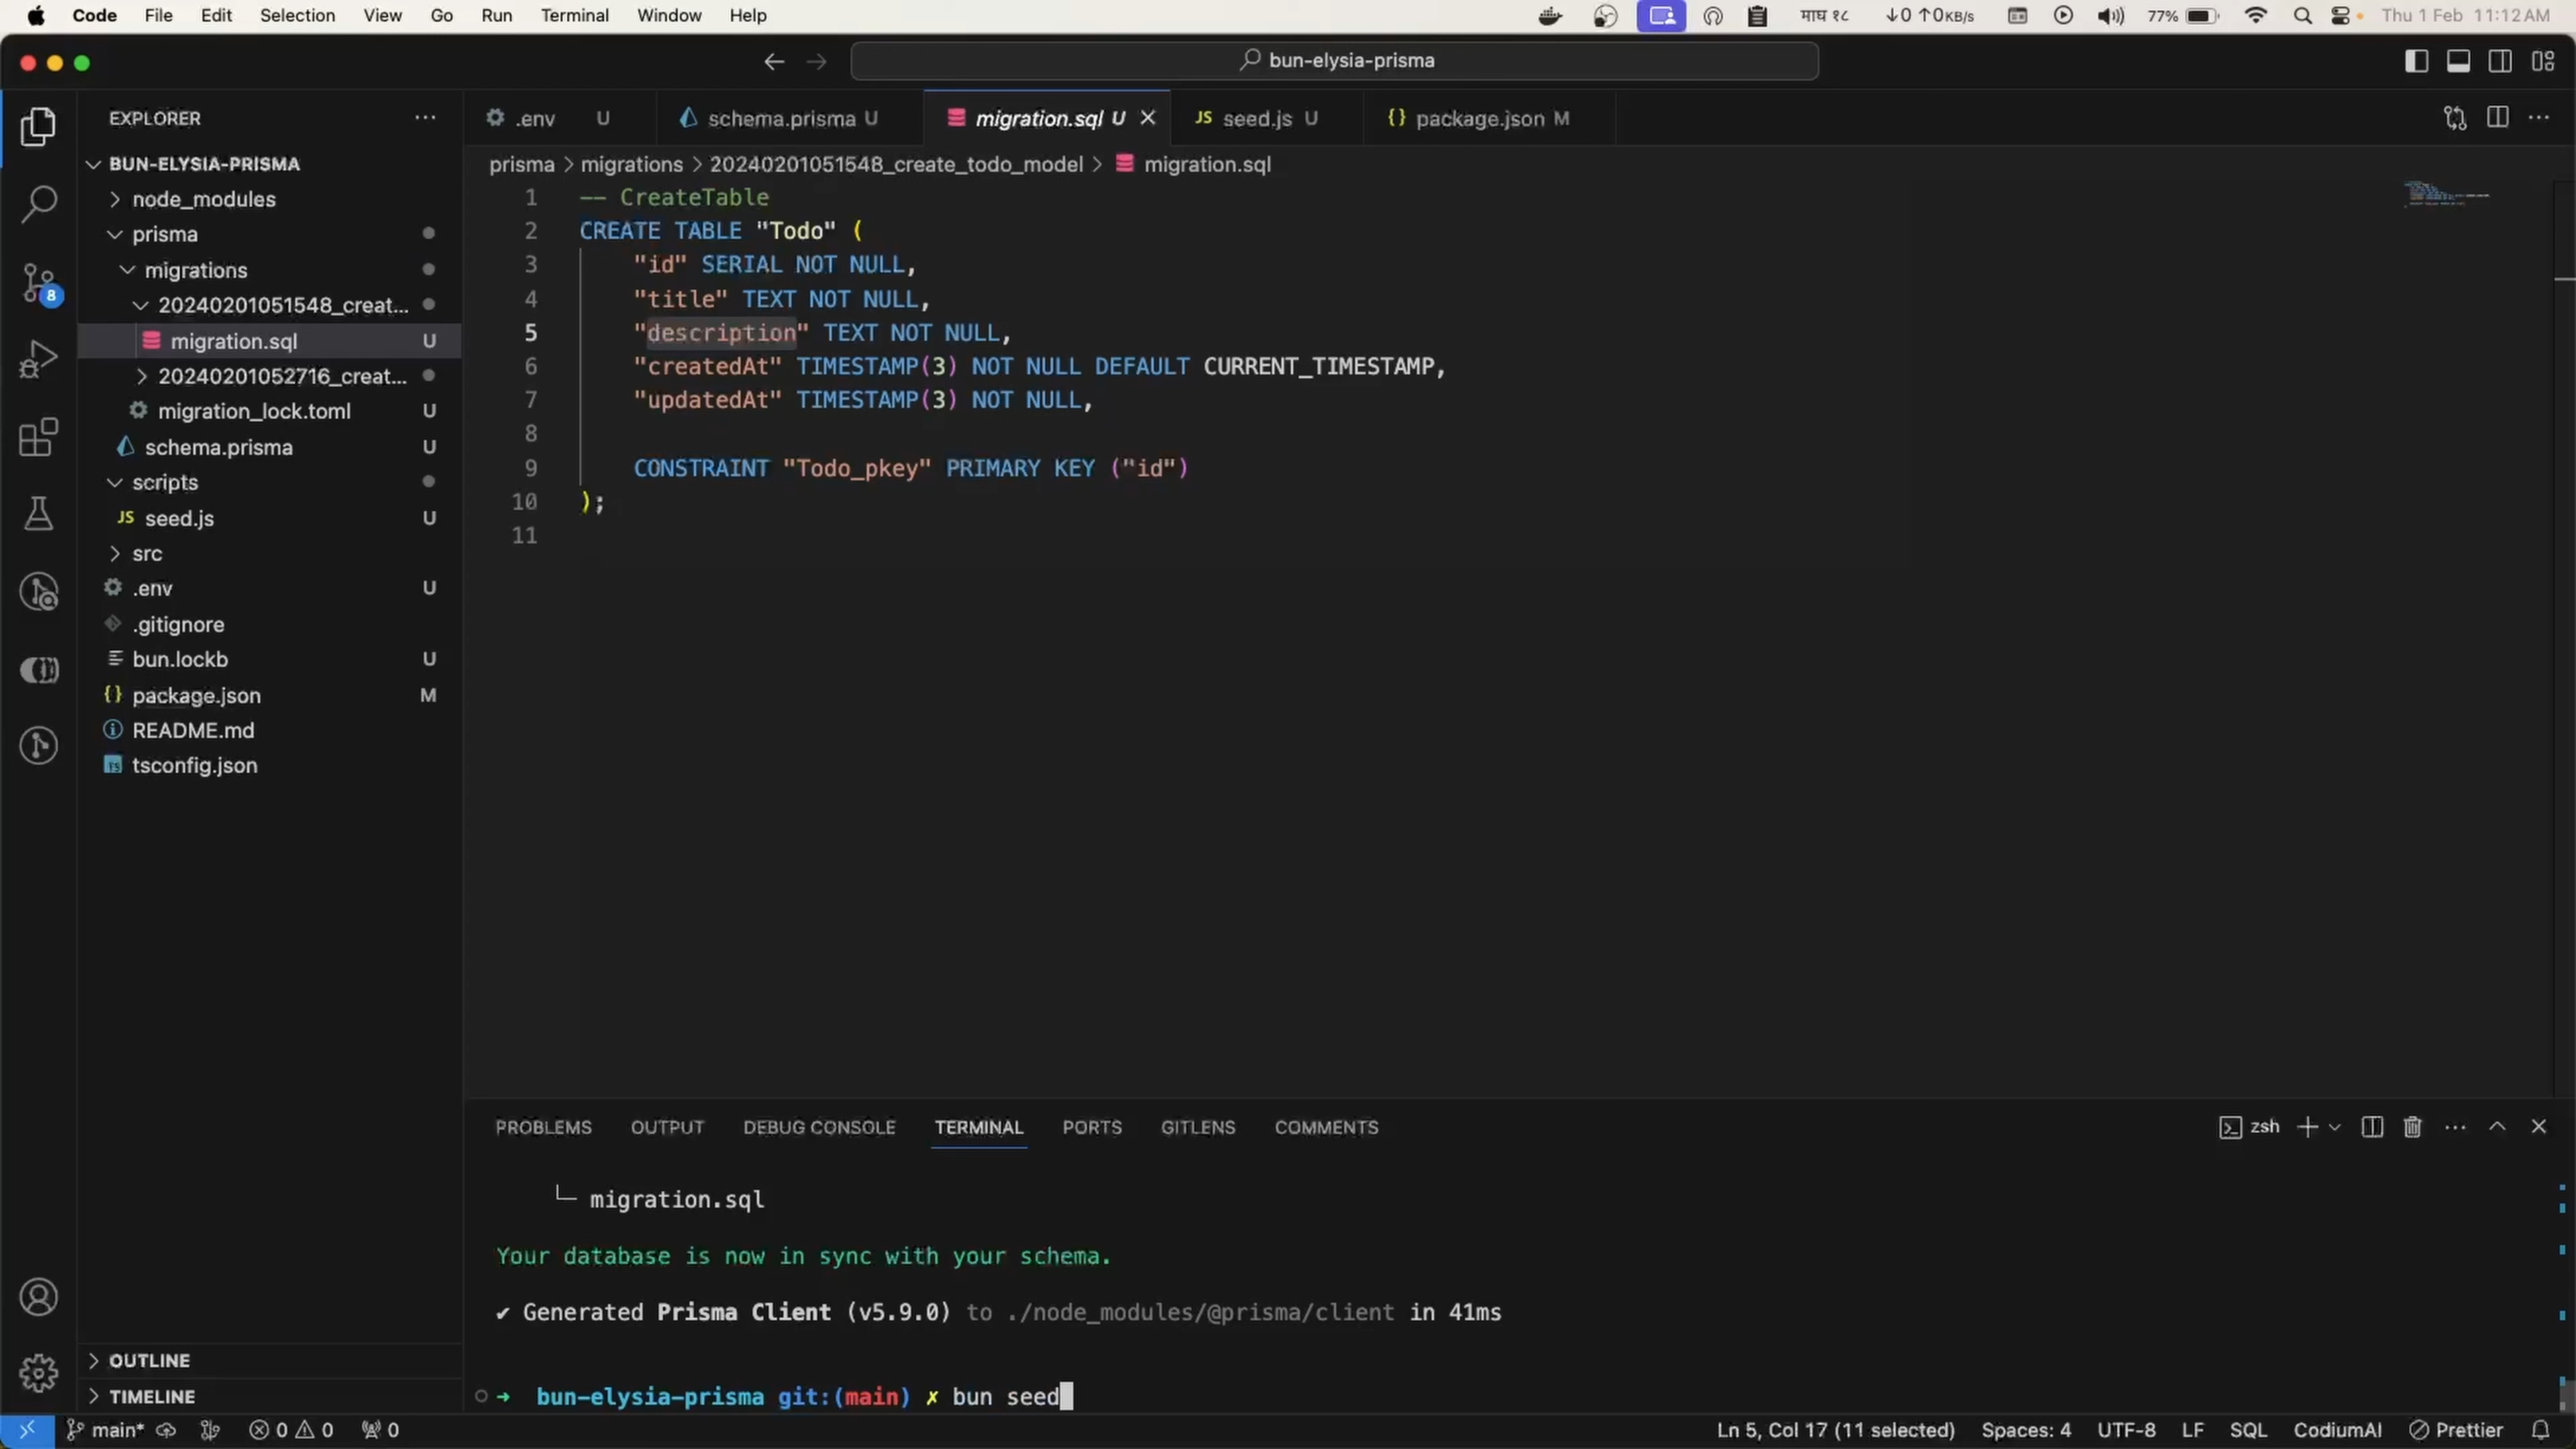 Code File Edit Selection View Go Run Terminal Window Help माघ १८ ↓0 ↑0KB/s 77% Thu 1 Feb 11:12 AM
bun-elysia-prisma
EXPLORER
BUN-ELYSIA-PRISMA
node_modules
prisma
migrations
20240201051548_creat...
migration.sql U
20240201052716_creat...
migration_lock.toml U
schema.prisma U
scripts
JS seed.js U
src
.env U
.gitignore
bun.lockb U
{} package.json M
README.md
TS tsconfig.json
OUTLINE
TIMELINE
8
.env U schema.prisma U migration.sql U JS seed.js U {} package.json M
prisma > migrations > 20240201051548_create_todo_model > migration.sql
1 -- CreateTable
2 CREATE TABLE "Todo" (
3 "id" SERIAL NOT NULL,
4 "title" TEXT NOT NULL,
5 "description" TEXT NOT NULL,
6 "createdAt" TIMESTAMP(3) NOT NULL DEFAULT CURRENT_TIMESTAMP,
7 "updatedAt" TIMESTAMP(3) NOT NULL,
8
9 CONSTRAINT "Todo_pkey" PRIMARY KEY ("id")
10 );
11
PROBLEMS OUTPUT DEBUG CONSOLE TERMINAL PORTS GITLENS COMMENTS zsh
└─ migration.sql
Your database is now in sync with your schema.
✔ Generated Prisma Client (v5.9.0) to ./node_modules/@prisma/client in 41ms
➜ bun-elysia-prisma git:(main) ✗ bun seed
main* 0 0 0 Ln 5, Col 17 (11 selected) Spaces: 4 UTF-8 LF SQL CodiumAI Prettier